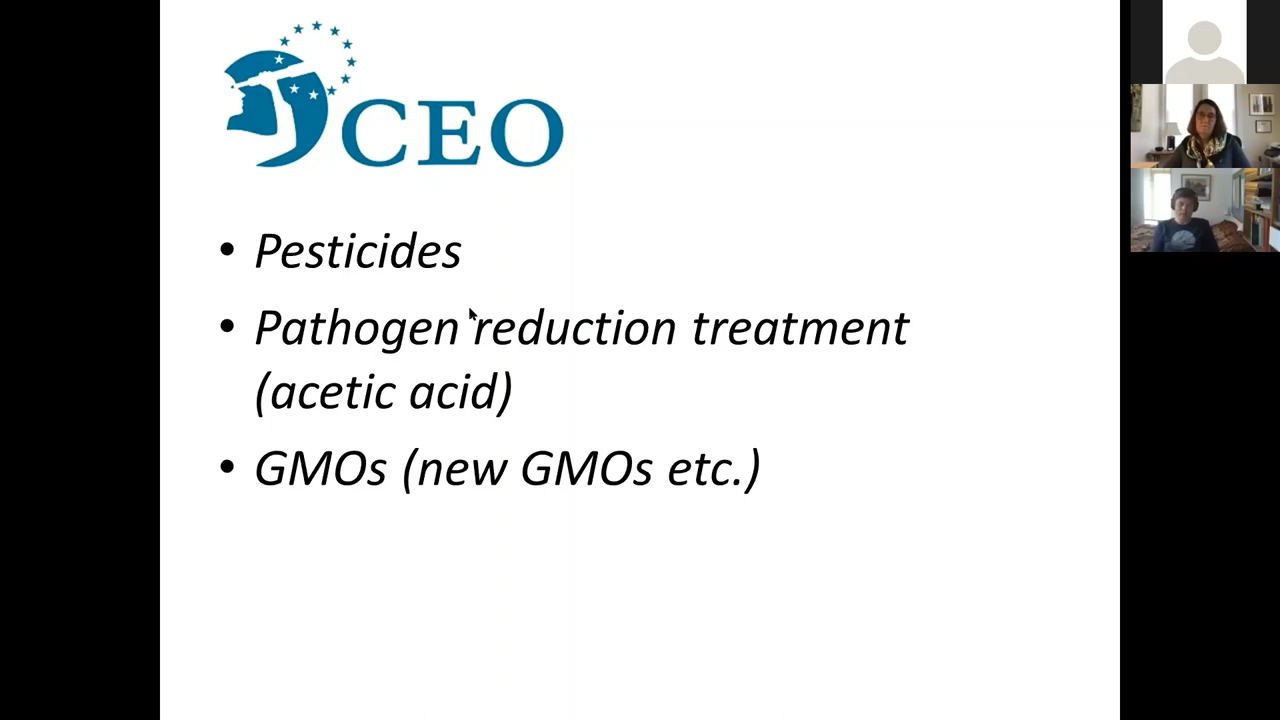 CEO
• Pesticides
• Pathogen reduction treatment
(acetic acid)
• GMOs (new GMOs etc.)